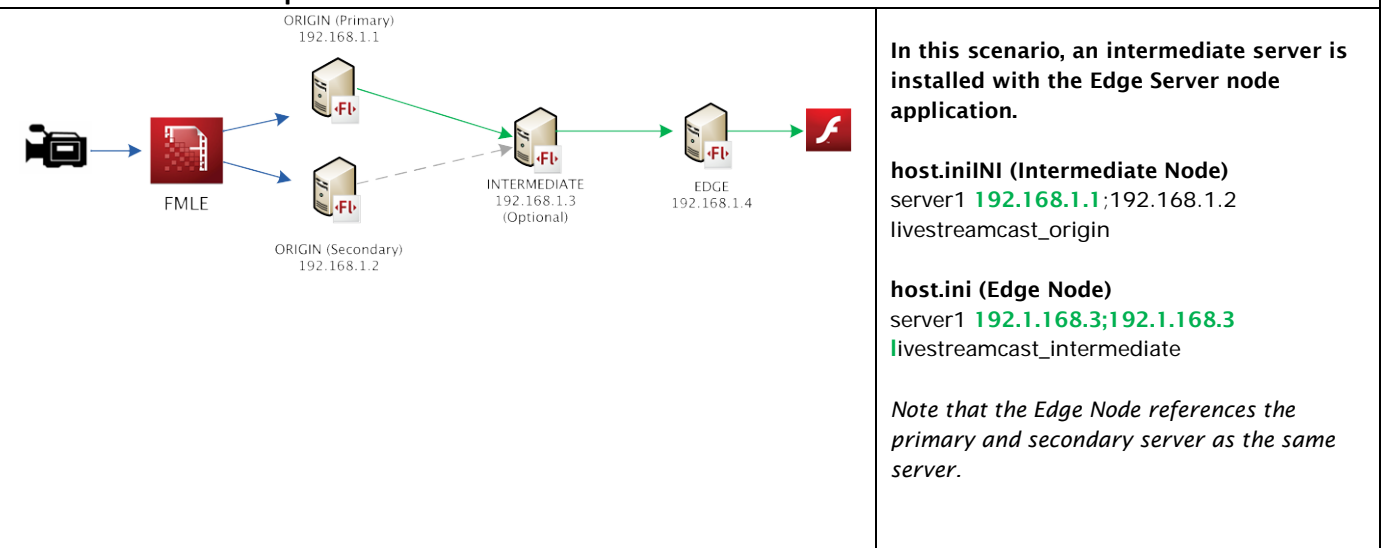 ORIGIN (Primary)
192.168.1.1
FMLE
Fl
Fl
ORIGIN (Secondary)
192.168.1.2
Fl
INTERMEDIATE
192.168.1.3
(Optional)
Fl
EDGE
192.168.1.4
In this scenario, an intermediate server is
installed with the Edge Server node
application.
host.iniINI (Intermediate Node)
server1 192.168.1.1;192.168.1.2
livestreamcast_origin
host.ini (Edge Node)
server1 192.1.168.3;192.1.168.3
livestreamcast_intermediate
Note that the Edge Node references the
primary and secondary server as the same
server.